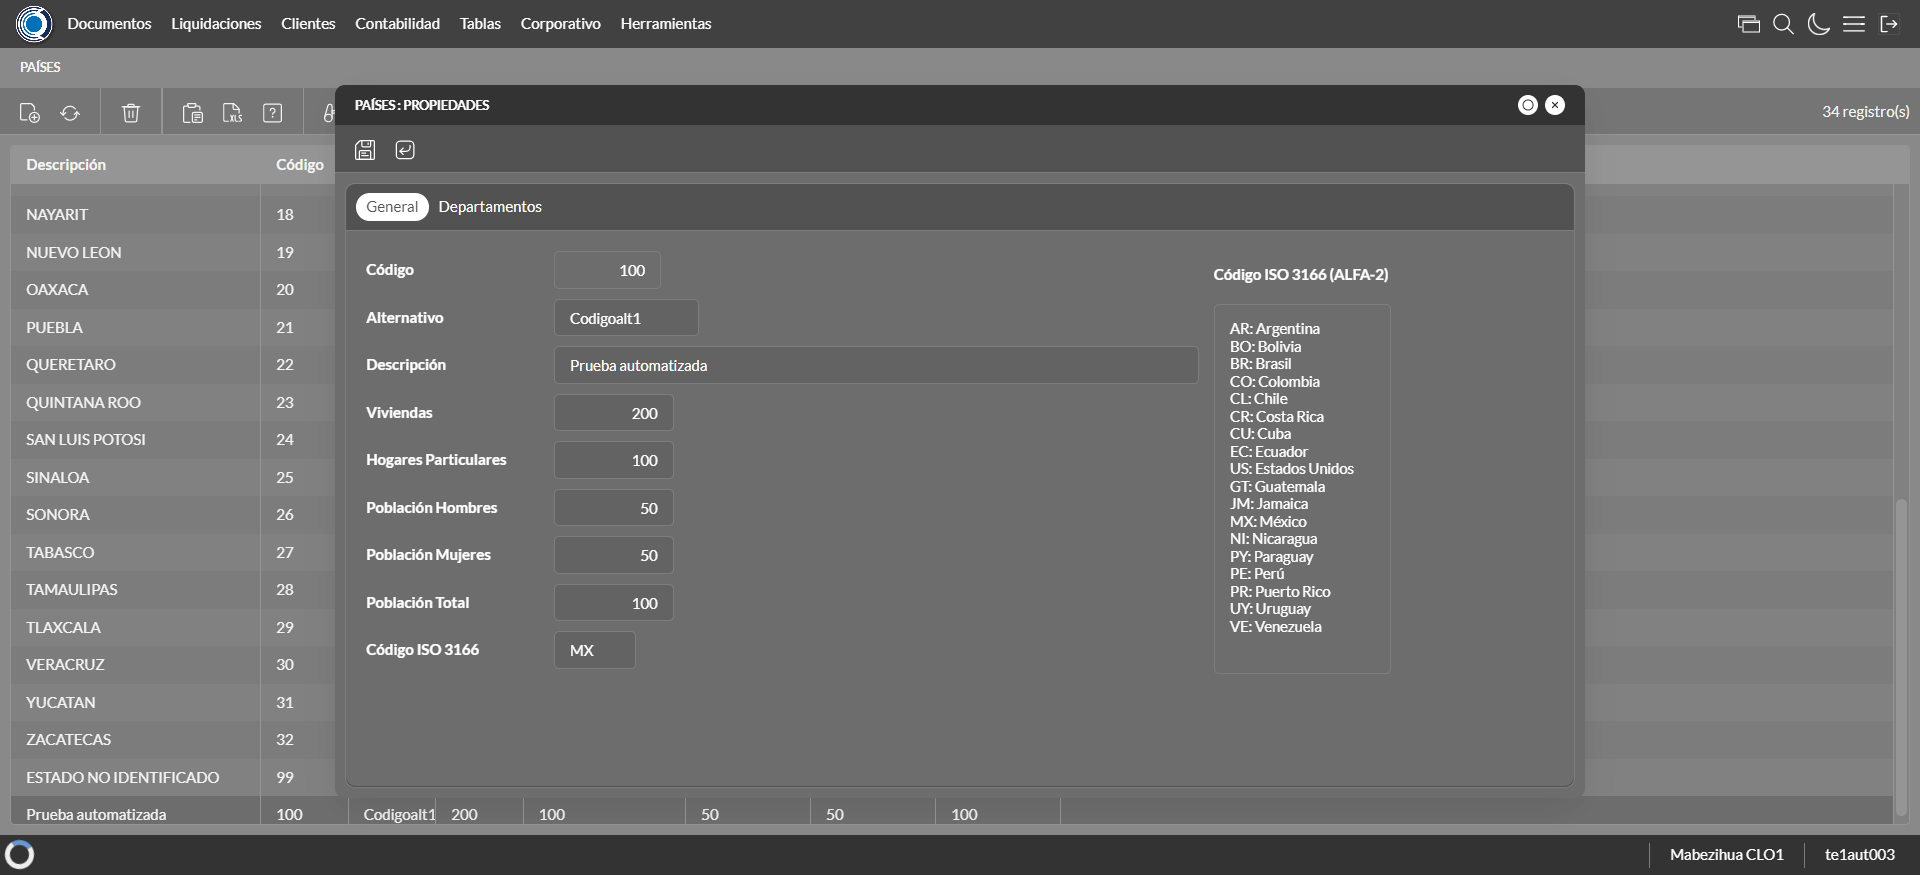 Documentos Liquidaciones Clientes Contabilidad Tablas Corporativo Herramientas
PAÍSES
XLS ?
34 registro(s)
Descripción Código
NAYARIT 18
NUEVO LEON 19
OAXACA 20
PUEBLA 21
QUERETARO 22
QUINTANA ROO 23
SAN LUIS POTOSI 24
SINALOA 25
SONORA 26
TABASCO 27
TAMAULIPAS 28
TLAXCALA 29
VERACRUZ 30
YUCATAN 31
ZACATECAS 32
ESTADO NO IDENTIFICADO 99
Prueba automatizada 100 Codigoalt1 200 100 50 50 100
PAÍSES : PROPIEDADES
General Departamentos
Código 100
Alternativo Codigoalt1
Descripción Prueba automatizada
Viviendas 200
Hogares Particulares 100
Población Hombres 50
Población Mujeres 50
Población Total 100
Código ISO 3166 MX
Código ISO 3166 (ALFA-2)
AR: Argentina
BO: Bolivia
BR: Brasil
CO: Colombia
CL: Chile
CR: Costa Rica
CU: Cuba
EC: Ecuador
US: Estados Unidos
GT: Guatemala
JM: Jamaica
MX: México
NI: Nicaragua
PY: Paraguay
PE: Perú
PR: Puerto Rico
UY: Uruguay
VE: Venezuela
Mabezihua CLO1 te1aut003